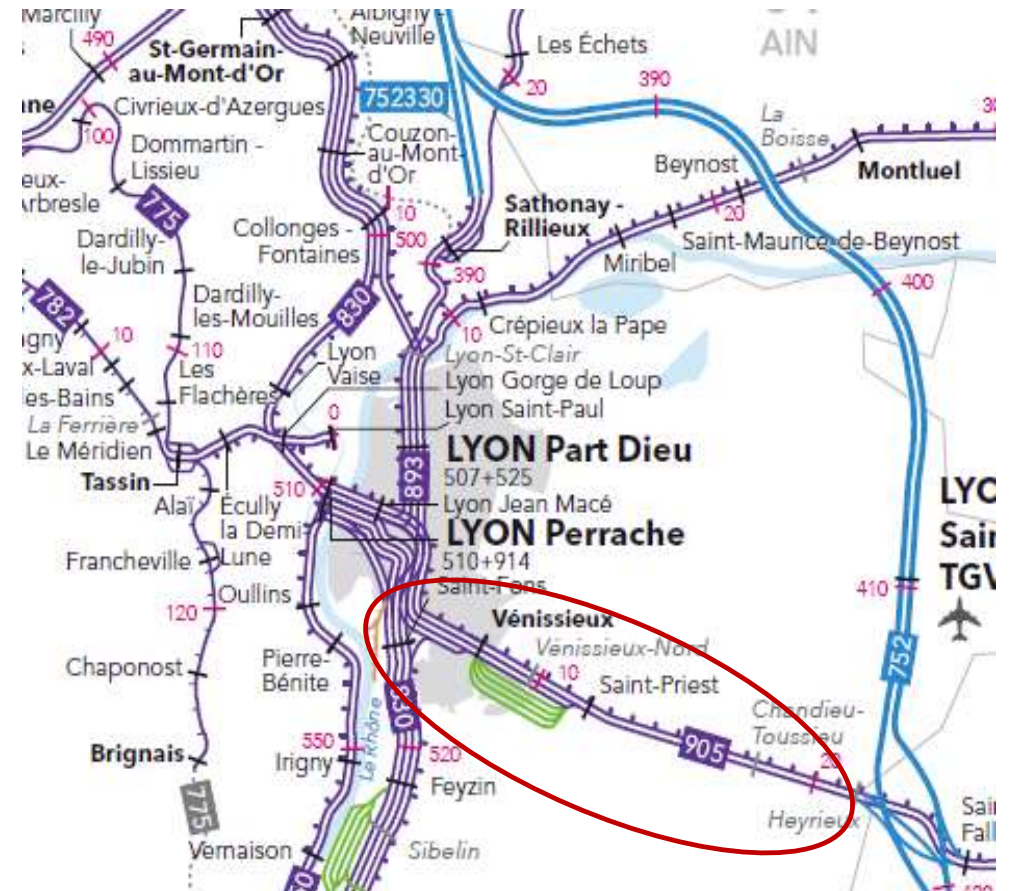 Marcilly
490
St-Germain-
au-Mont-d'Or
Albigny-
Neuville
Les Échets
20
AIN
390
Civrieux-d'Azergues
100
752330
Couzon-
au-Mont-
d'Or
La
Boisse
Beynost
Montluel
Dommartin -
Lissieu
775
10
20
Sathonay -
Rillieux
Collonges -
Fontaines
500
Dardilly-
le-Jubin
390
Saint-Maurice-de-Beynost
Miribel
400
782
10
Dardilly-
les-Mouilles
830
10
Crépieux la Pape
110
Lyon
Vaise
Lyon-St-Clair
Les
Flachères
Lyon Gorge de Loup
Lyon Saint-Paul
0
La Ferrière
Le Méridien
LYON Part Dieu
507+525
893
Tassin
510
Alaï
Écully
la Demi-
Lune
Lyon Jean Macé
LYON Perrache
510+914
Francheville
Saint-Fons
410
Oullins
120
Vénissieux
Vénissieux-Nord
10
752
Chaponost
Pierre-
Bénite
Saint-Priest
Chandieu-
Toussieu
Le Rhône
905
20
Brignais
550
Irigny
520
Feyzin
775
Heyrieux
Vernaison
Sibelin